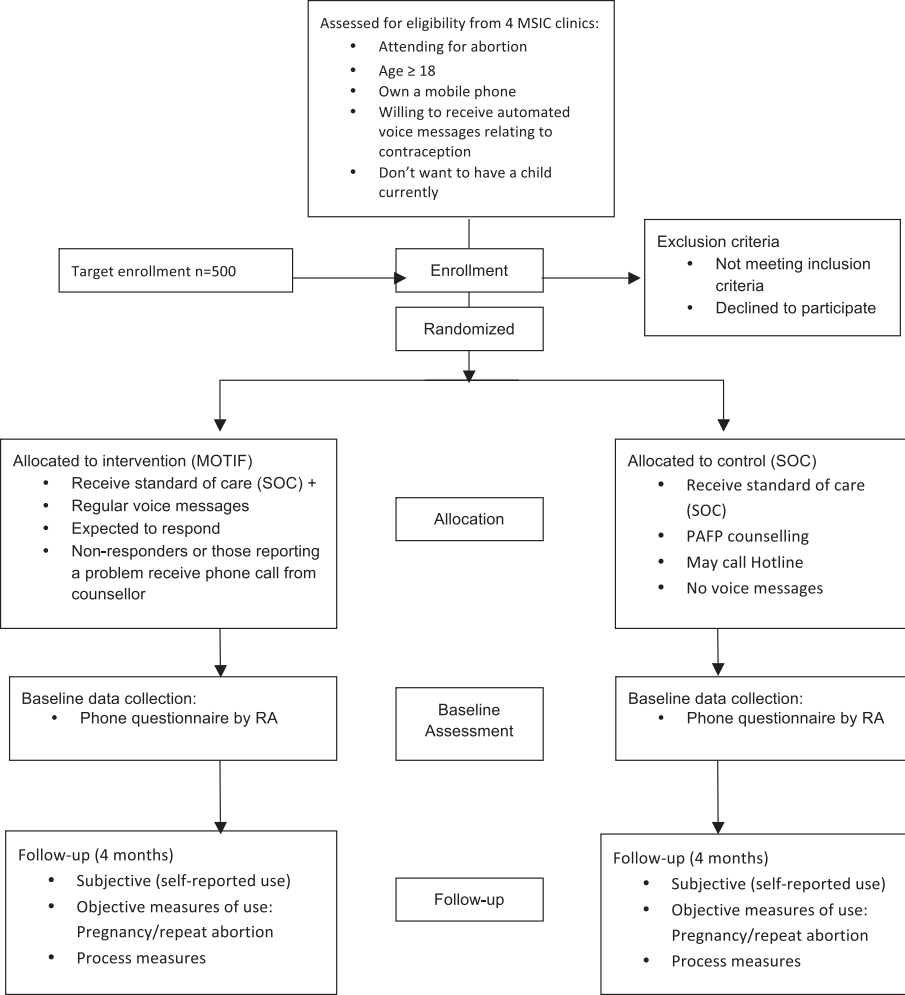 Assessed for eligibility from 4 MSIC clinics:
• Attending for abortion
• Age ≥ 18
• Own a mobile phone
• Willing to receive automated
voice messages relating to
contraception
• Don't want to have a child
currently
Target enrollment n=500
Enrollment
Exclusion criteria
• Not meeting inclusion
criteria
• Declined to participate
Randomized
Allocated to intervention (MOTIF)
• Receive standard of care (SOC) +
• Regular voice messages
• Expected to respond
• Non-responders or those reporting
a problem receive phone call from
counsellor
Allocation
Allocated to control (SOC)
• Receive standard of care
(SOC)
• PAFP counselling
• May call Hotline
• No voice messages
Baseline data collection:
• Phone questionnaire by RA
Baseline
Assessment
Baseline data collection:
• Phone questionnaire by RA
Follow-up (4 months)
• Subjective (self-reported use)
• Objective measures of use:
Pregnancy/repeat abortion
• Process measures
Follow-up
Follow-up (4 months)
• Subjective (self-reported use)
• Objective measures of use:
Pregnancy/repeat abortion
• Process measures